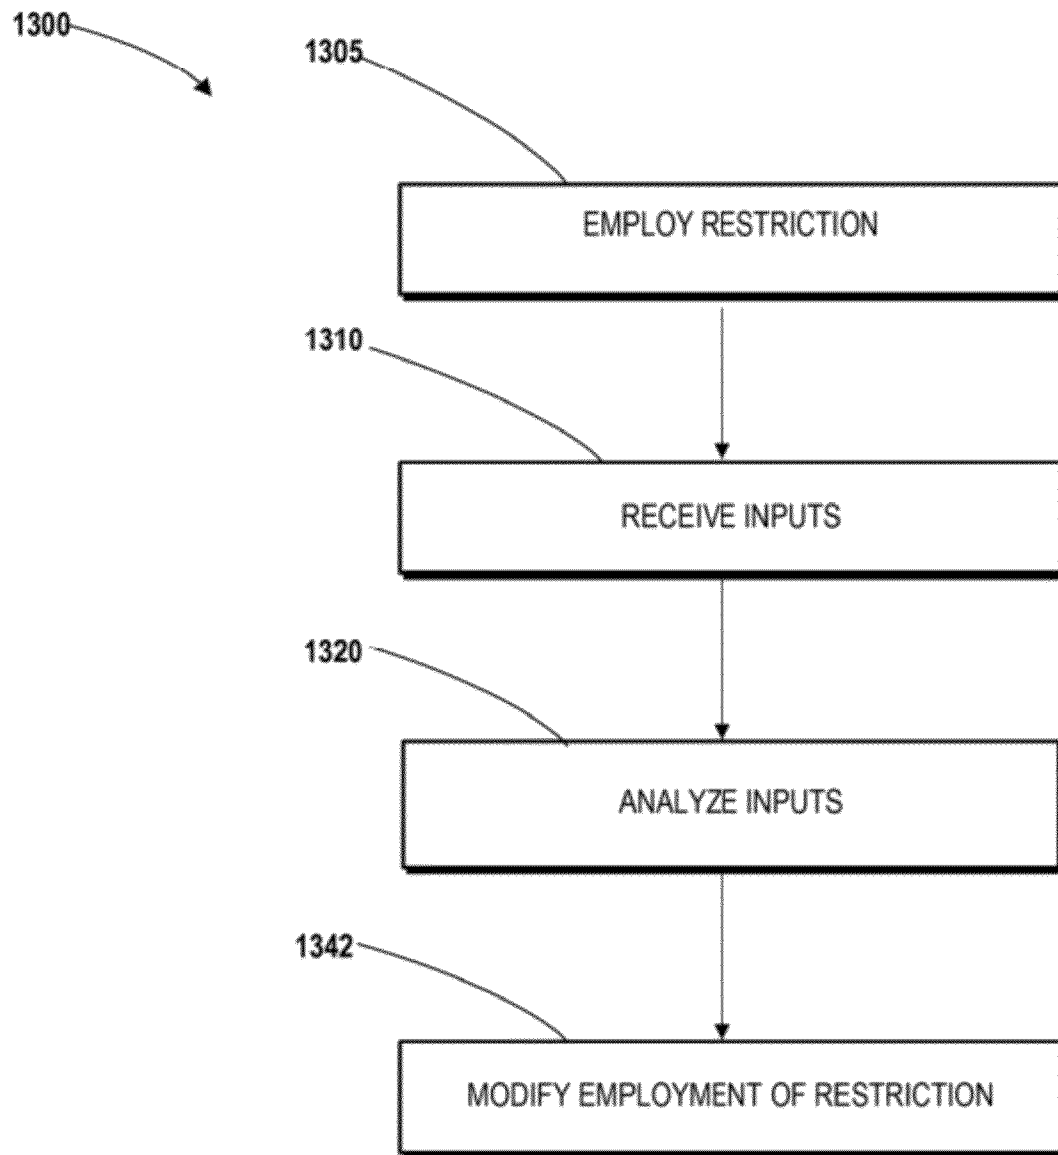 1300
1305
EMPLOY RESTRICTION
1310
RECEIVE INPUTS
1320
ANALYZE INPUTS
1342
MODIFY EMPLOYMENT OF RESTRICTION